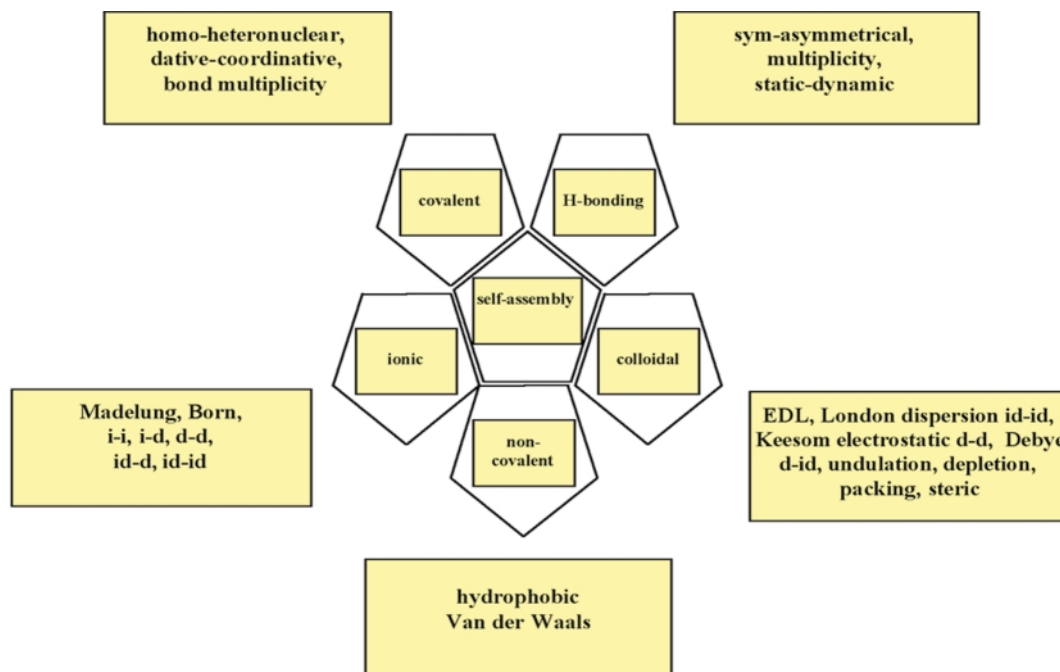 homo-heteronuclear,
dative-coordinative,
bond multiplicity
sym-asymmetrical,
multiplicity,
static-dynamic
covalent
H-bonding
self-assembly
ionic
colloidal
non-
covalent
Madelung, Born,
i-i, i-d, d-d,
id-d, id-id
EDL, London dispersion id-id,
Keesom electrostatic d-d, Debye
d-id, undulation, depletion,
packing, steric
hydrophobic
Van der Waals